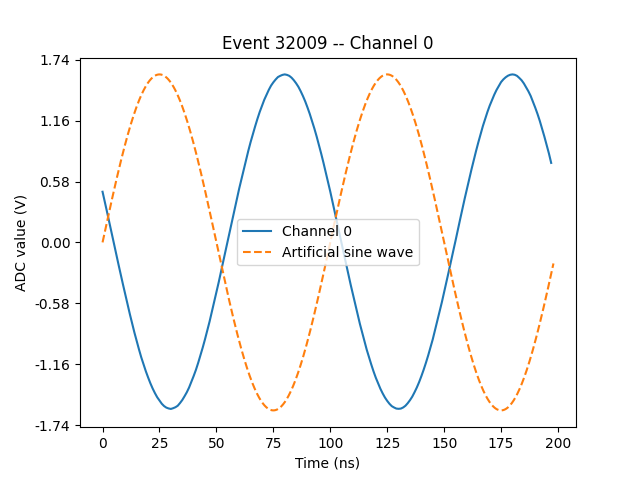 Event 32009 -- Channel 0
1.74
1.16
0.58
0.00
-0.58
-1.16
-1.74
ADC value (V)
Channel 0
Artificial sine wave
0 25 50 75 100 125 150 175 200
Time (ns)